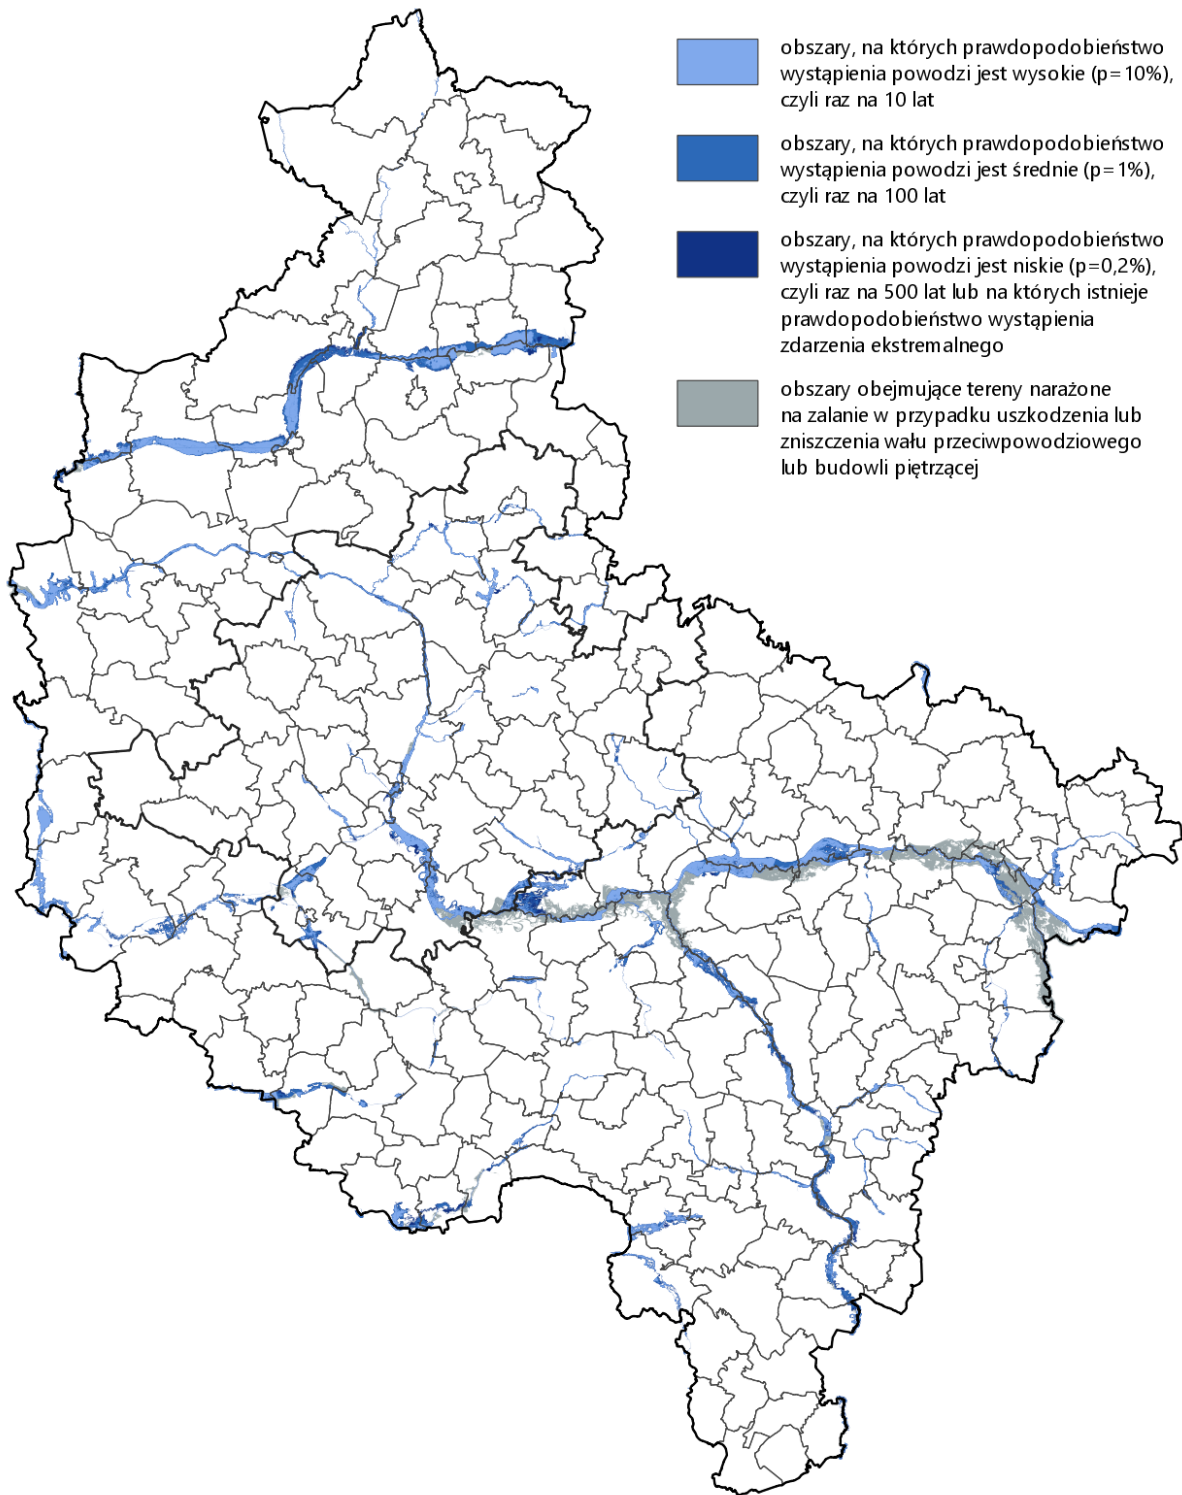 obszary, na których prawdopodobieństwo
wystąpienia powodzi jest wysokie (p=10%),
czyli raz na 10 lat
obszary, na których prawdopodobieństwo
wystąpienia powodzi jest średnie (p=1%),
czyli raz na 100 lat
obszary, na których prawdopodobieństwo
wystąpienia powodzi jest niskie (p=0,2%),
czyli raz na 500 lat lub na których istnieje
prawdopodobieństwo wystąpienia
zdarzenia ekstremalnego
obszary obejmujące tereny narażone
na zalanie w przypadku uszkodzenia lub
zniszczenia wału przeciwpowodziowego
lub budowli piętrzącej